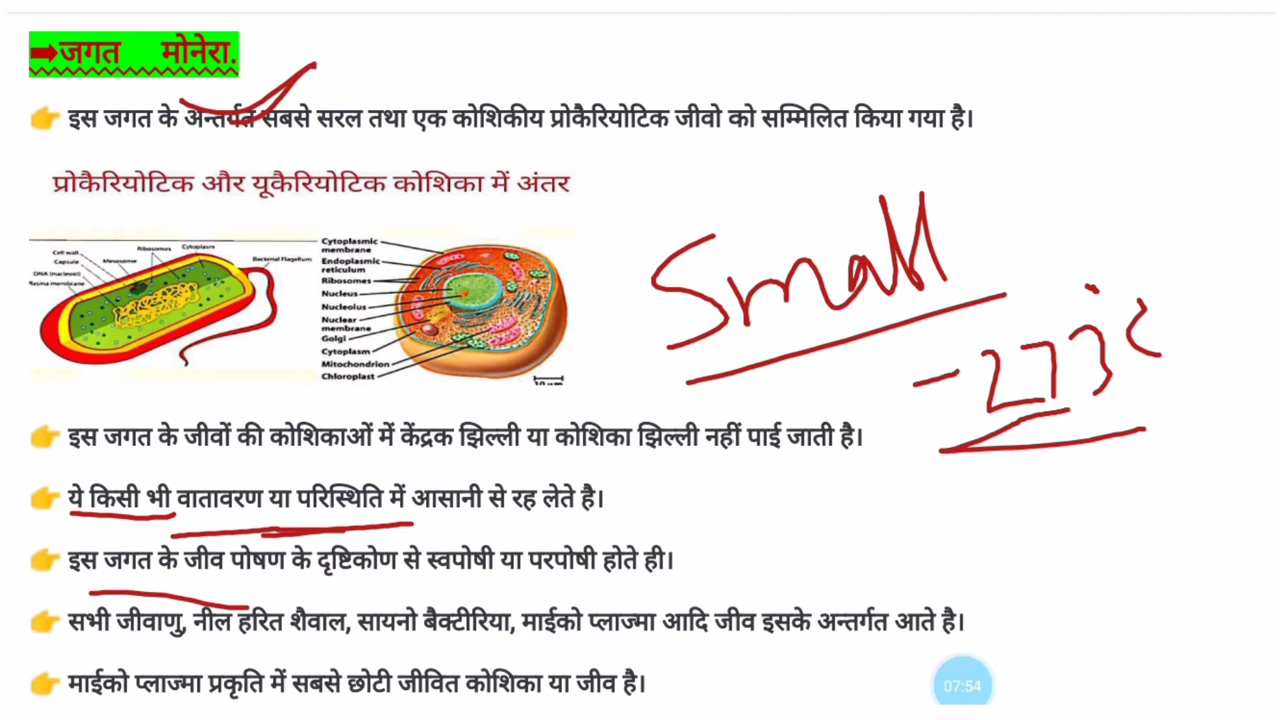 ➡जगत मोनेरा.
👉 इस जगत के अन्तर्गत सबसे सरल तथा एक कोशिकीय प्रोकैरियोटिक जीवो को सम्मिलित किया गया है।
प्रोकैरियोटिक और यूकैरियोटिक कोशिका में अंतर
Cell wall
Capsule
DNA (nucleoid)
Plasma membrane
Mesosome
Ribosomes
Cytoplasm
Bacterial Flagellum
Cytoplasmic
membrane
Endoplasmic
reticulum
Ribosomes
Nucleus
Nucleolus
Nuclear
membrane
Golgi
Cytoplasm
Mitochondrion
Chloroplast
10 µm
Small
-273c
👉 इस जगत के जीवों की कोशिकाओं में केंद्रक झिल्ली या कोशिका झिल्ली नहीं पाई जाती है।
👉 ये किसी भी वातावरण या परिस्थिति में आसानी से रह लेते है।
👉 इस जगत के जीव पोषण के दृष्टिकोण से स्वपोषी या परपोषी होते ही।
👉 सभी जीवाणु, नील हरित शैवाल, सायनो बैक्टीरिया, माईको प्लाज्मा आदि जीव इसके अन्तर्गत आते है।
👉 माईको प्लाज्मा प्रकृति में सबसे छोटी जीवित कोशिका या जीव है।
07:54